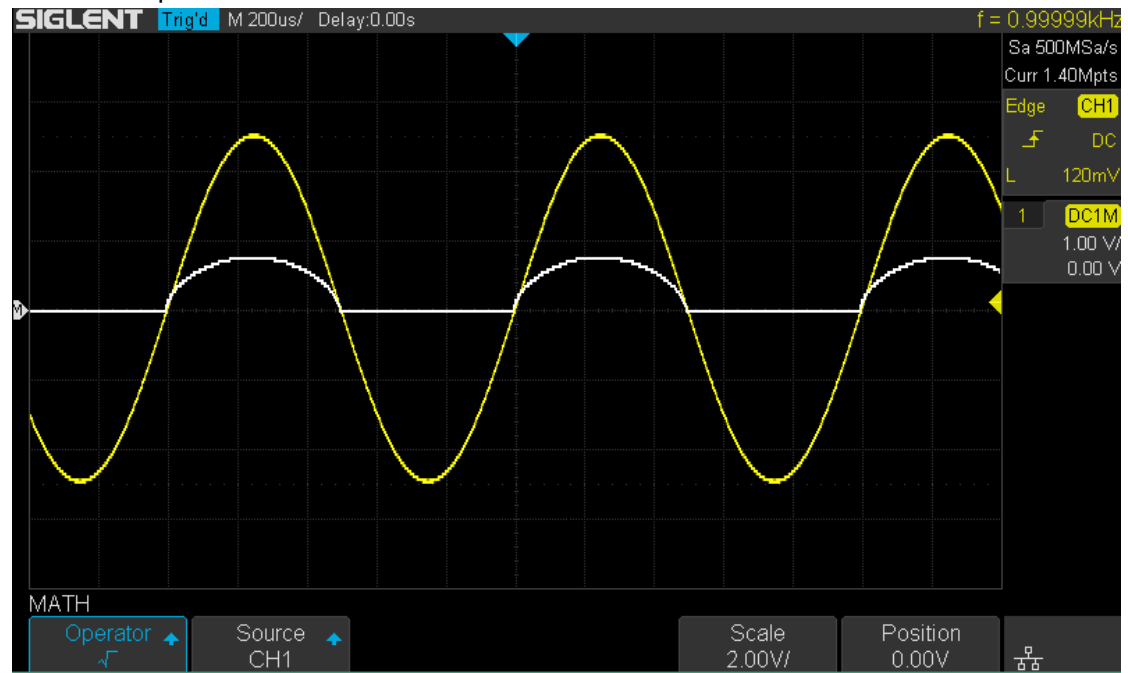 SIGLENT Trig'd M 200us/ Delay:0.00s f = 0.99999kHz
Sa 500MSa/s
Curr 1.40Mpts
Edge CH1
DC
L 120mV
1 DC1M
1.00 V/
0.00 V
M
MATH
Operator Source Scale Position
√ CH1 2.00V/ 0.00V